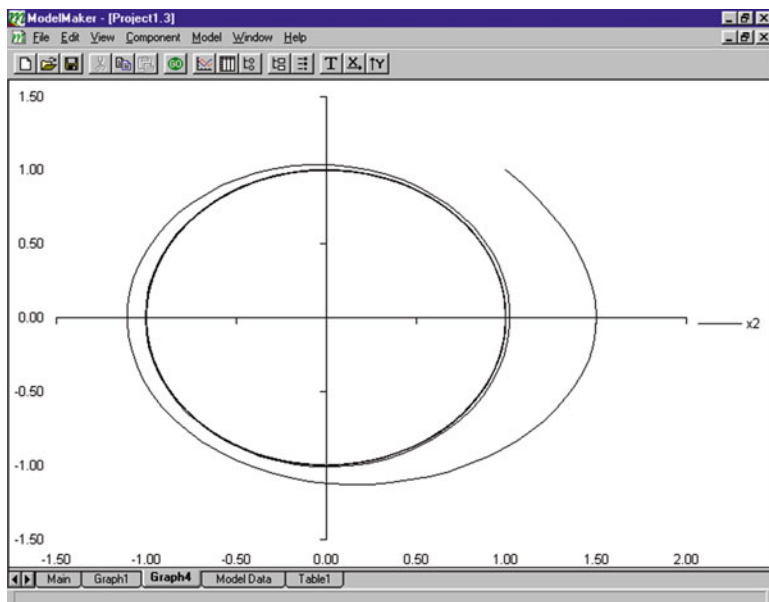 ModelMaker - [Project1.3]
File Edit View Component Model Window Help
GO T X Y
1.50
1.00
0.50
0.00
-0.50
-1.00
-1.50
-1.50 -1.00 -0.50 0.00 0.50 1.00 1.50 2.00
x2
Main Graph1 Graph4 Model Data Table1